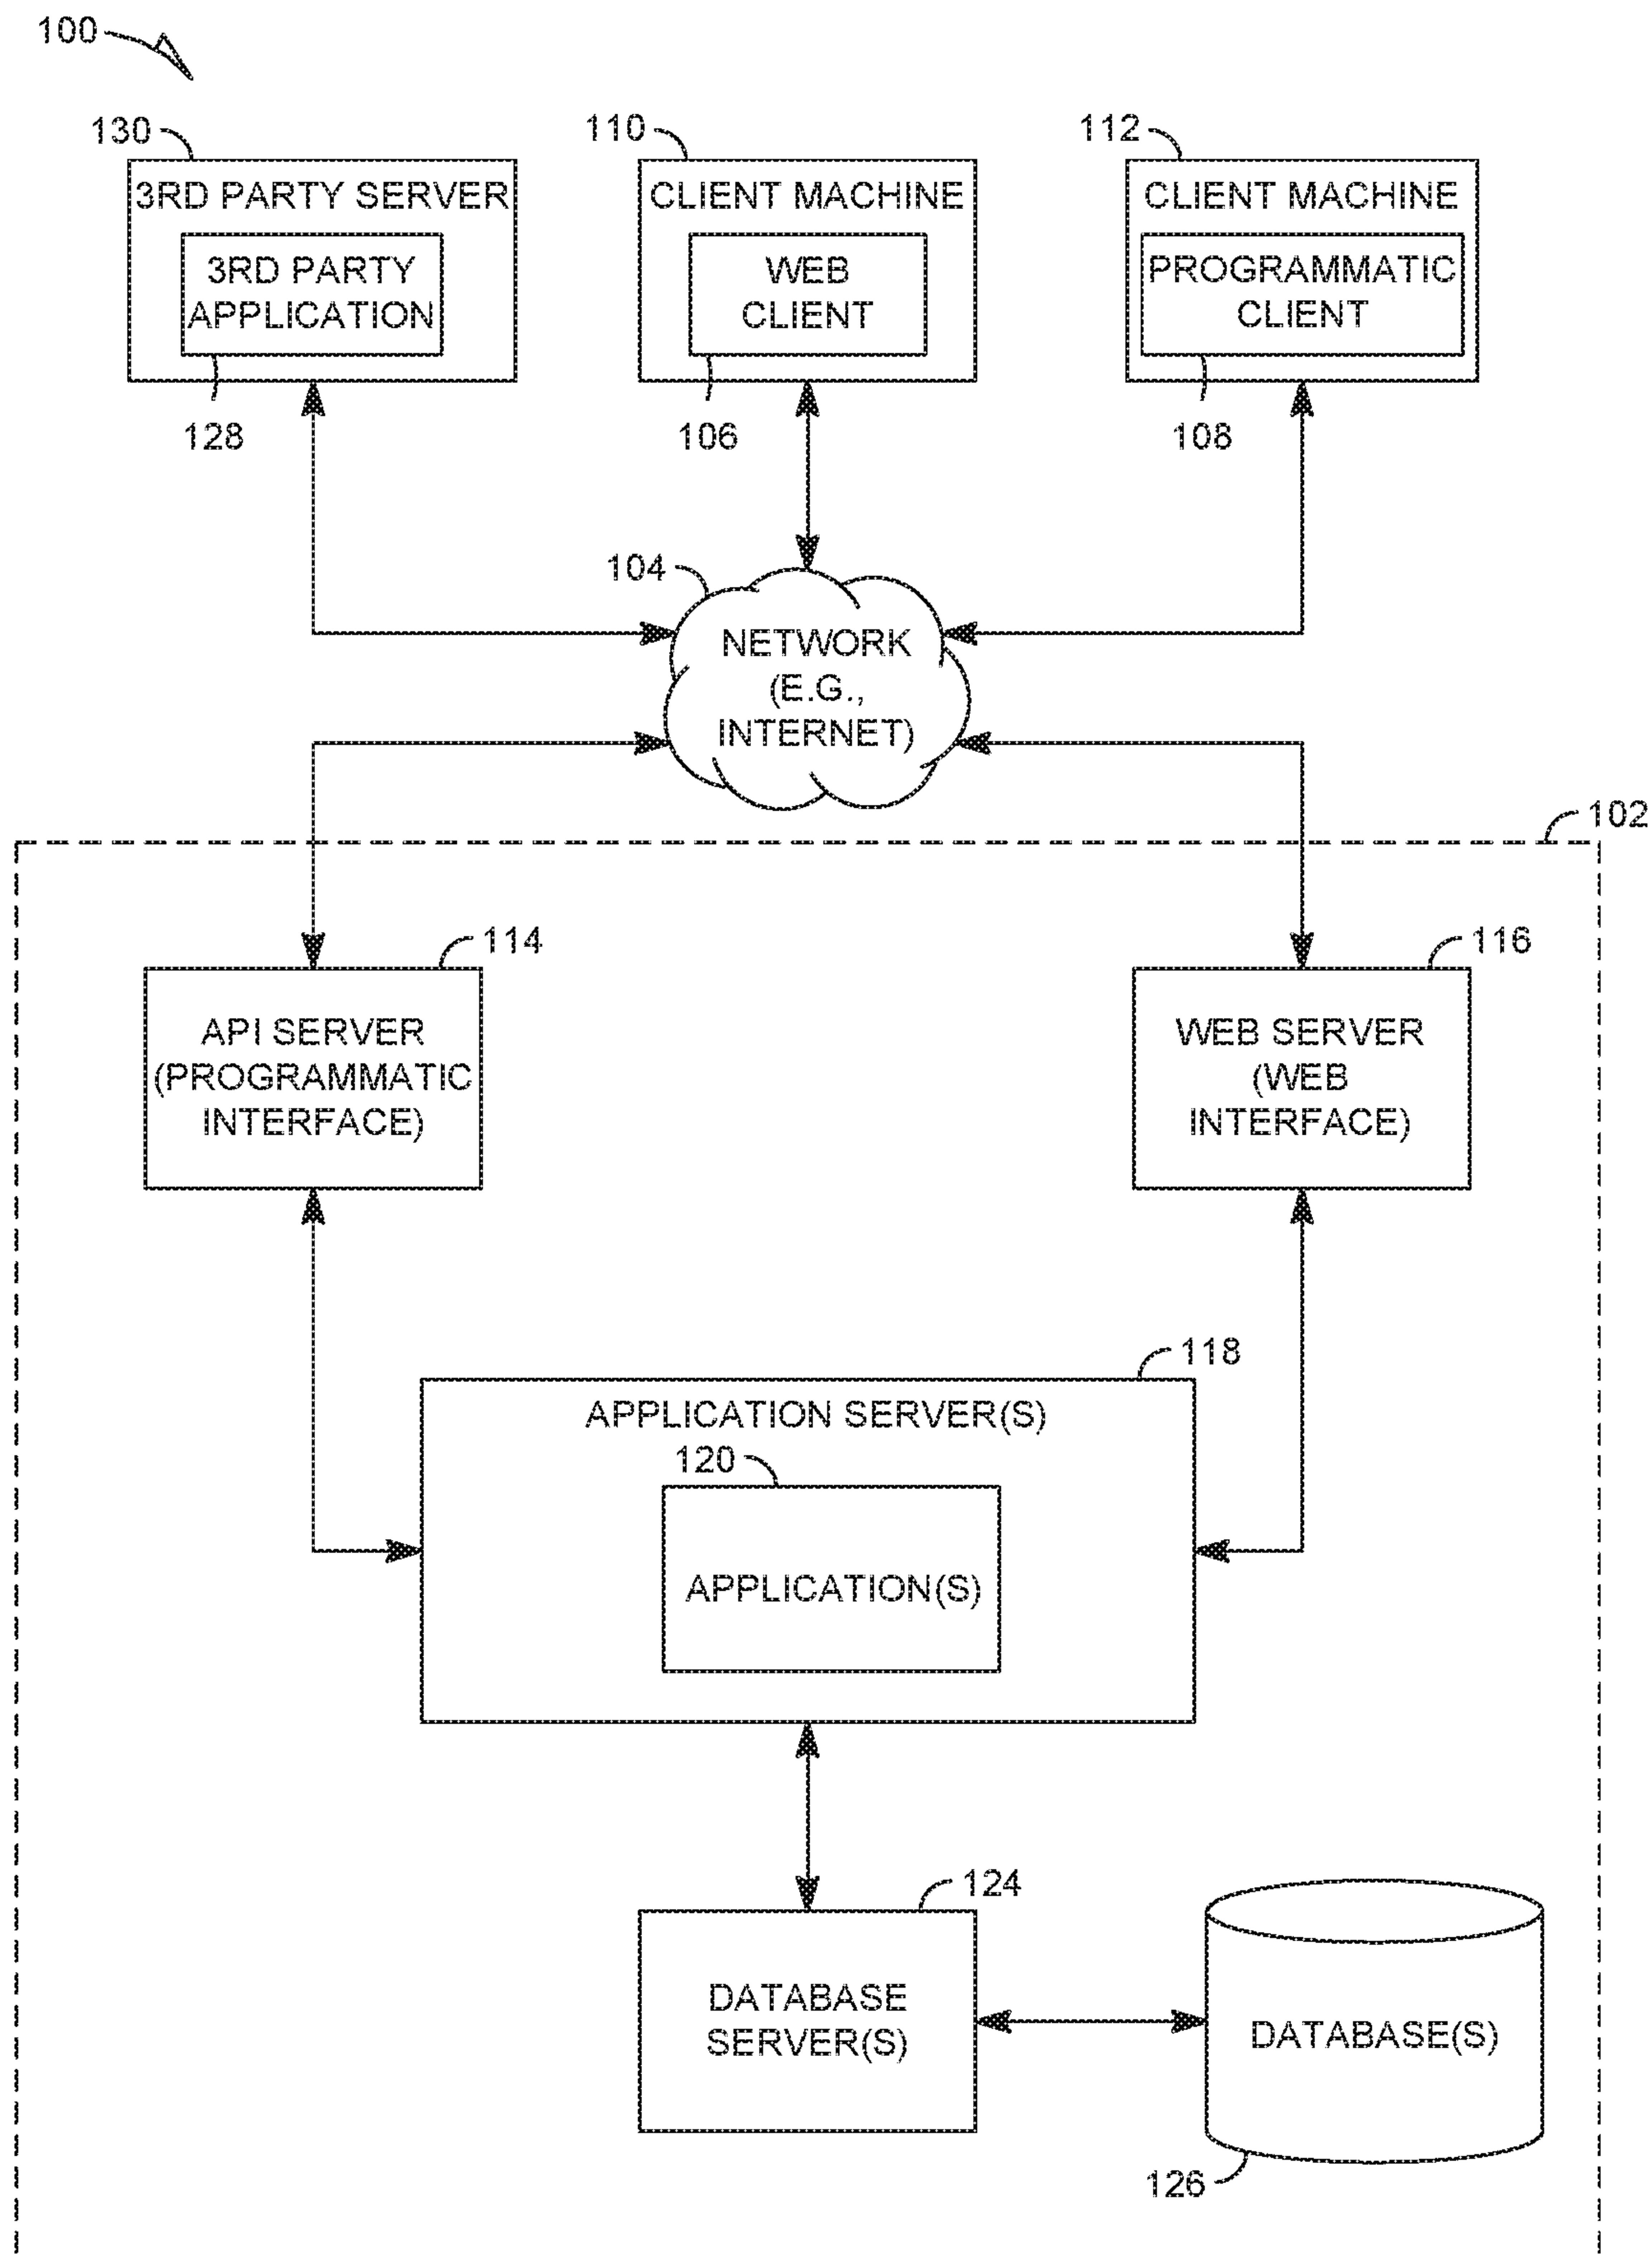 100
130
110
112
3RD PARTY SERVER
CLIENT MACHINE
CLIENT MACHINE
3RD PARTY
APPLICATION
WEB
CLIENT
PROGRAMMATIC
CLIENT
128
106
108
104
NETWORK
(E.G.,
INTERNET)
102
114
116
API SERVER
(PROGRAMMATIC
INTERFACE)
WEB SERVER
(WEB
INTERFACE)
118
APPLICATION SERVER(S)
120
APPLICATION(S)
124
DATABASE
SERVER(S)
DATABASE(S)
126